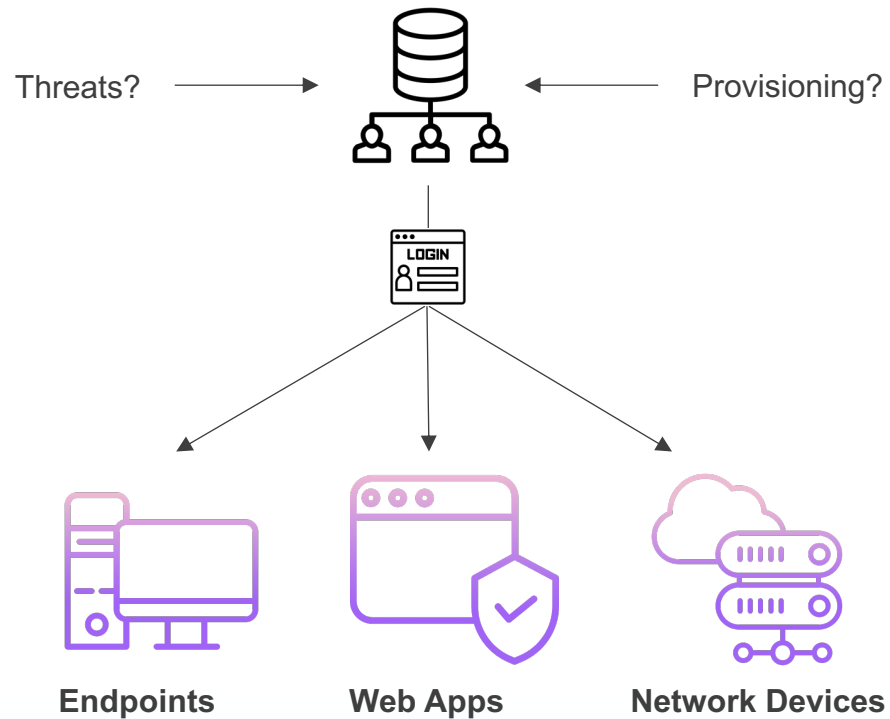 Threats?
Provisioning?
LOGIN
Endpoints
Web Apps
Network Devices